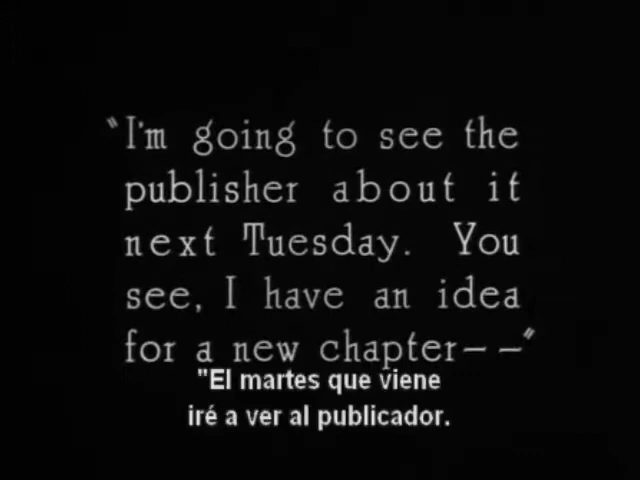 "I'm going to see the
publisher about it
next Tuesday. You
see, I have an idea
for a new chapter--"
"El martes que viene
iré a ver al publicador.